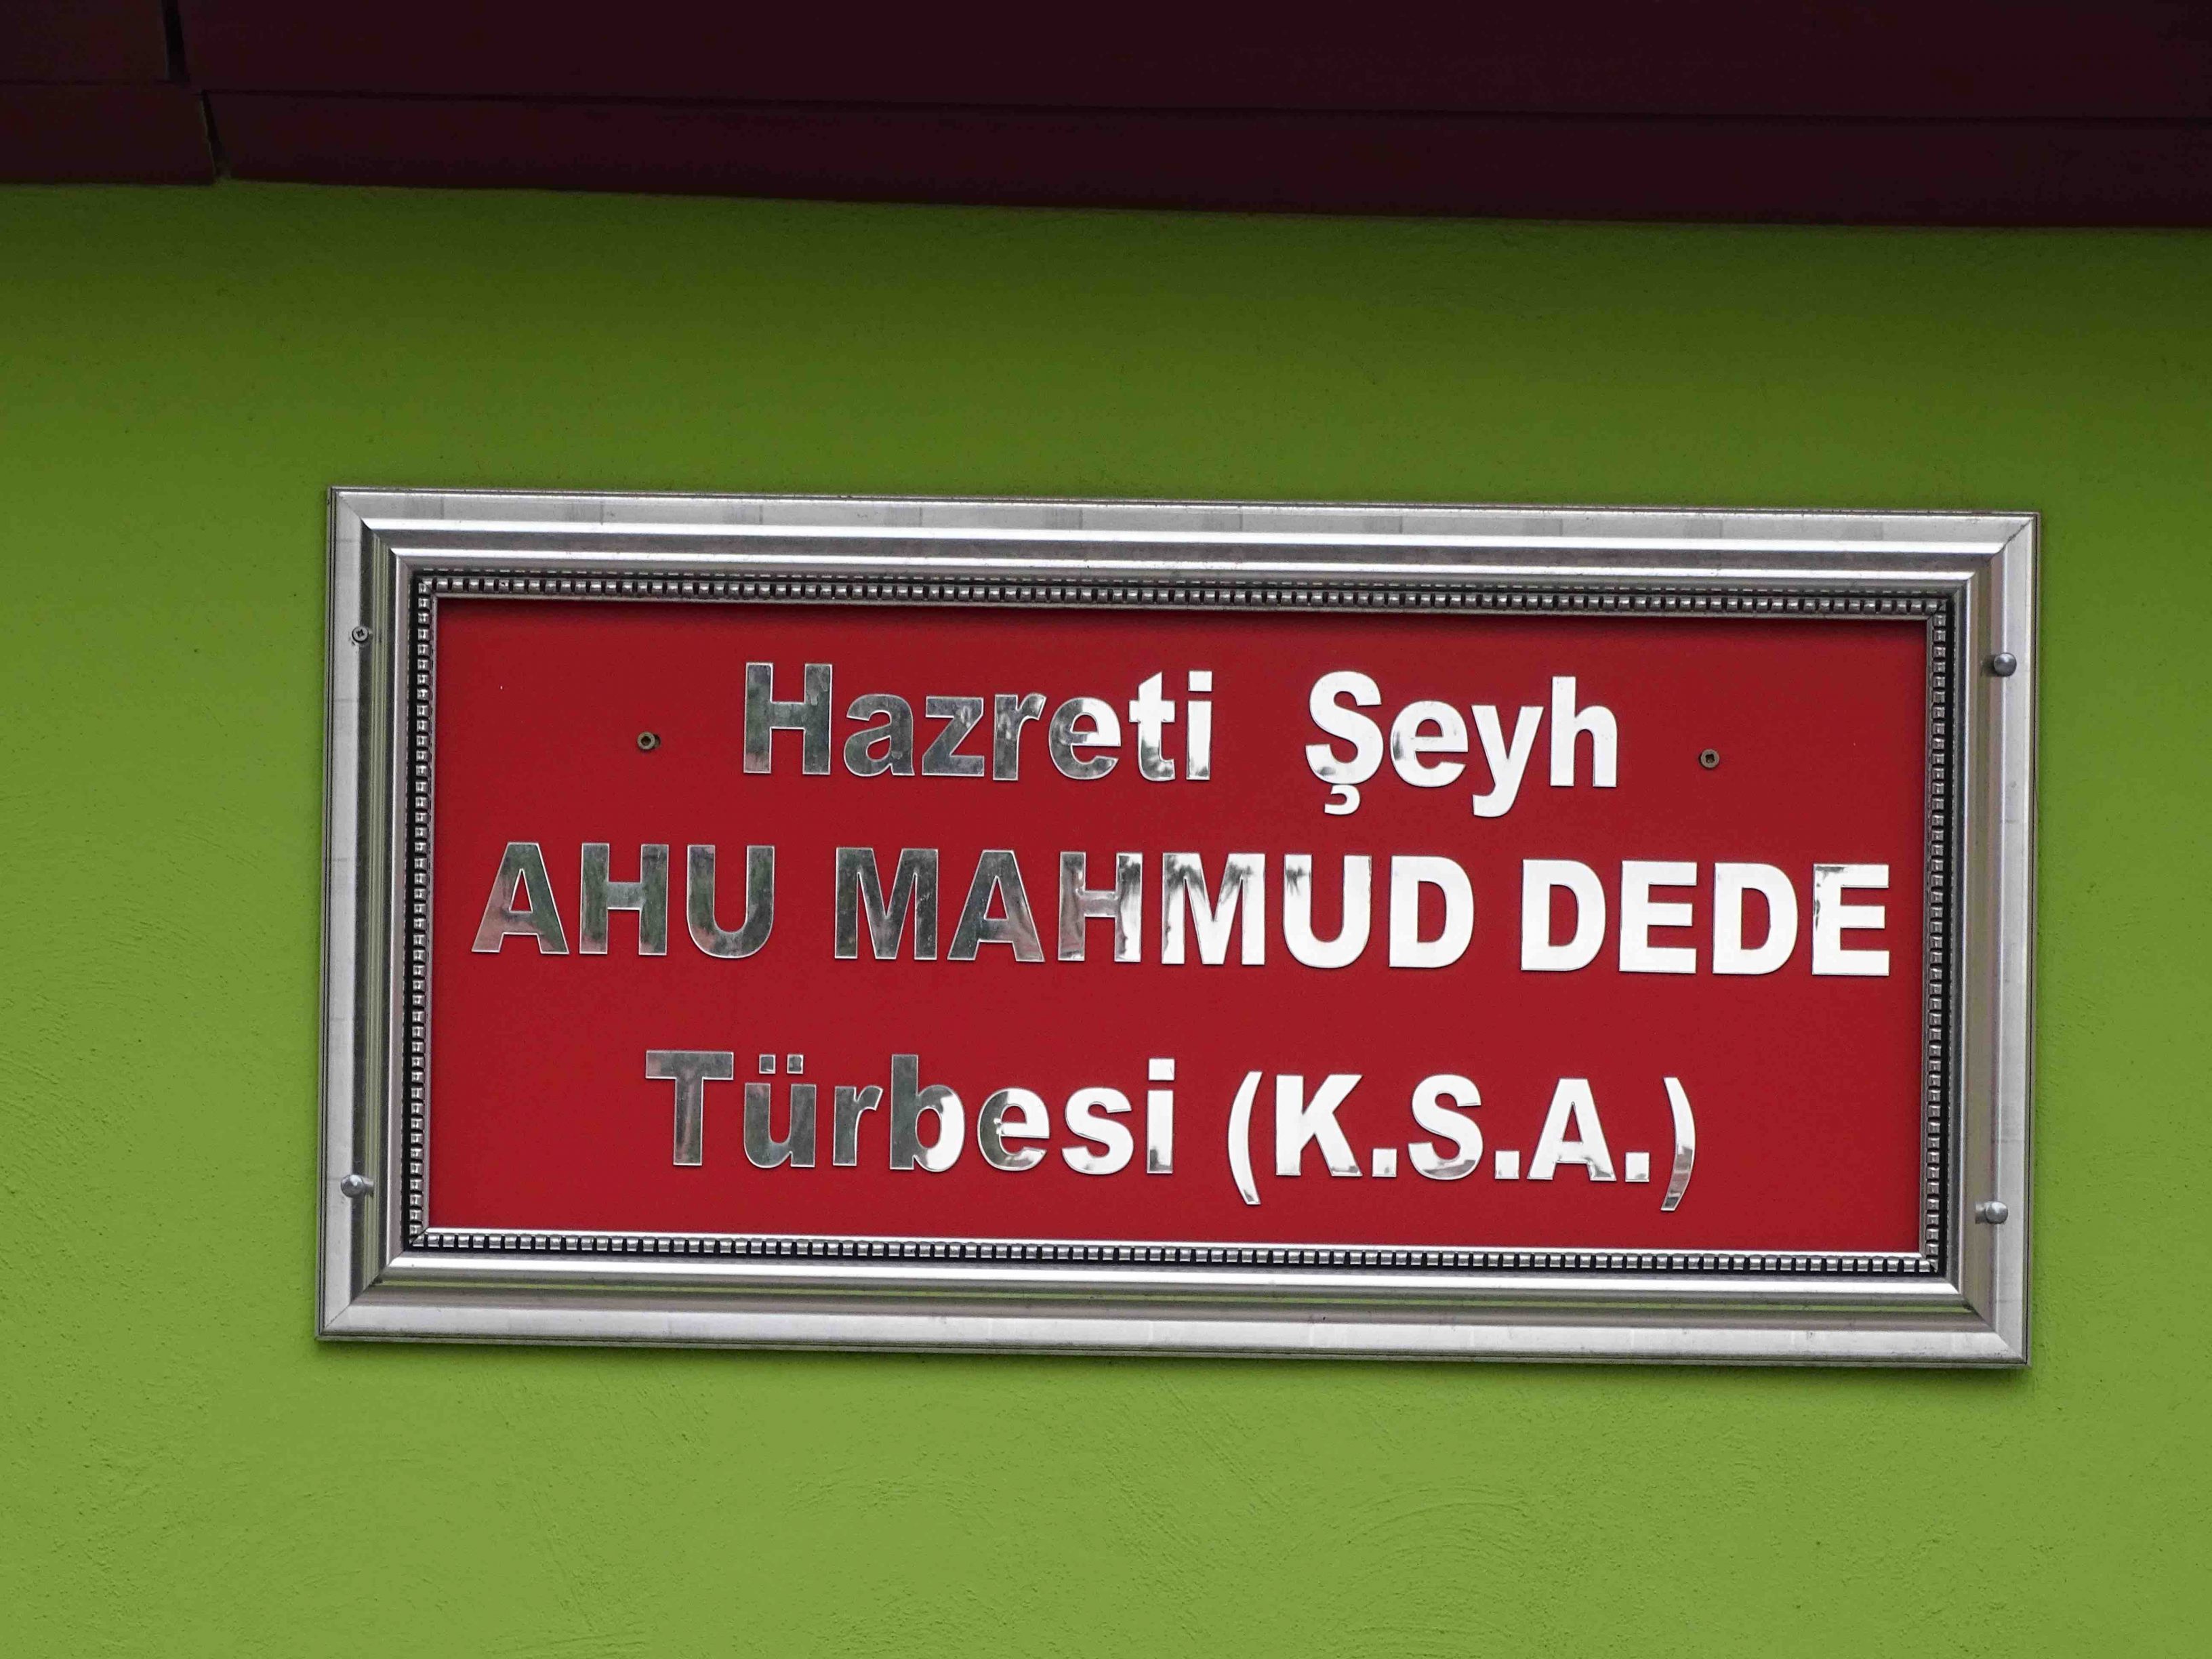 Hazreti Şeyh
AHU MAHMUD DEDE
Türbesi (K.S.A.)